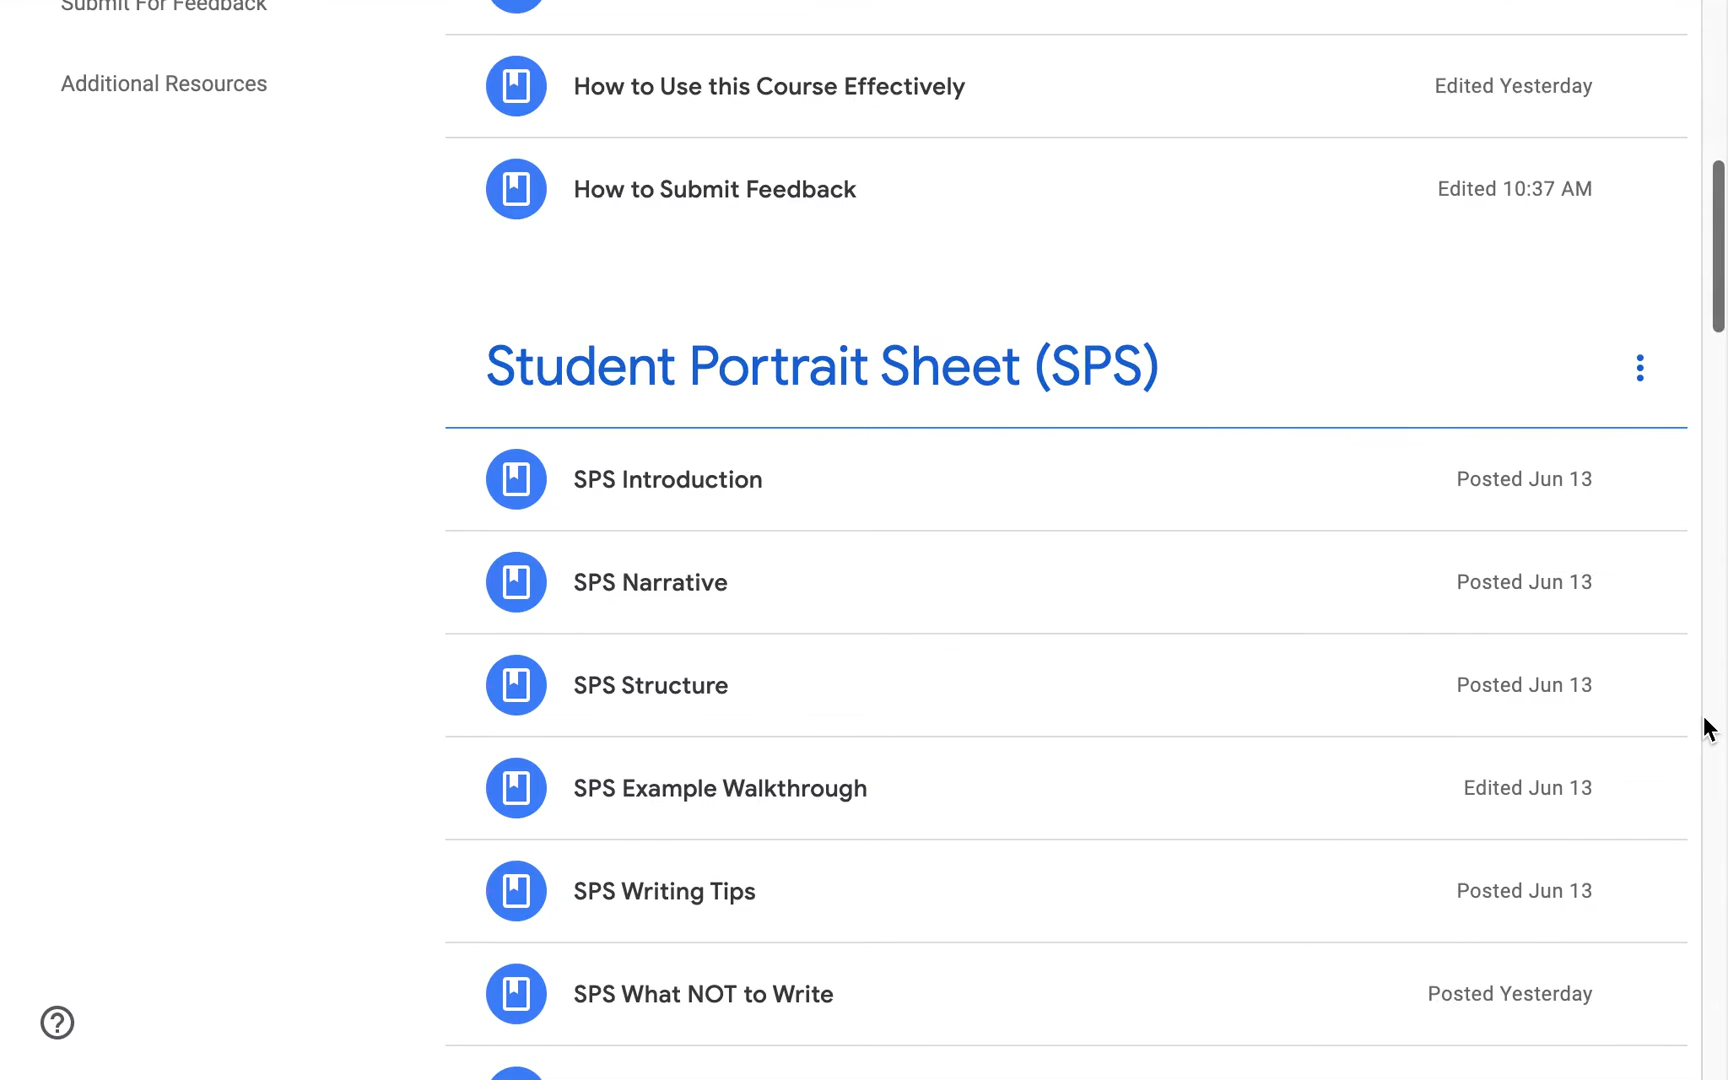 Submit For Feedback
Additional Resources
How to Use this Course Effectively
Edited Yesterday
How to Submit Feedback
Edited 10:37 AM
Student Portrait Sheet (SPS)
SPS Introduction
Posted Jun 13
SPS Narrative
Posted Jun 13
SPS Structure
Posted Jun 13
SPS Example Walkthrough
Edited Jun 13
SPS Writing Tips
Posted Jun 13
SPS What NOT to Write
Posted Yesterday